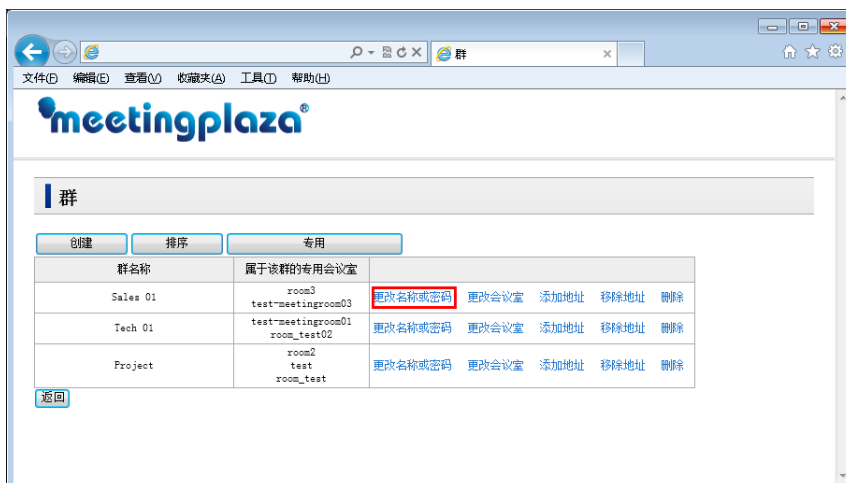 群
文件(F) 编辑(E) 查看(V) 收藏夹(A) 工具(T) 帮助(H)
meetingplaza®
群
创建 排序 专用
群名称 属于该群的专用会议室
Sales 01 room3 test-meetingroom03 更改名称或密码 更改会议室 添加地址 移除地址 删除
Tech 01 test-meetingroom01 room_test02 更改名称或密码 更改会议室 添加地址 移除地址 删除
Project room2 test room_test 更改名称或密码 更改会议室 添加地址 移除地址 删除
返回